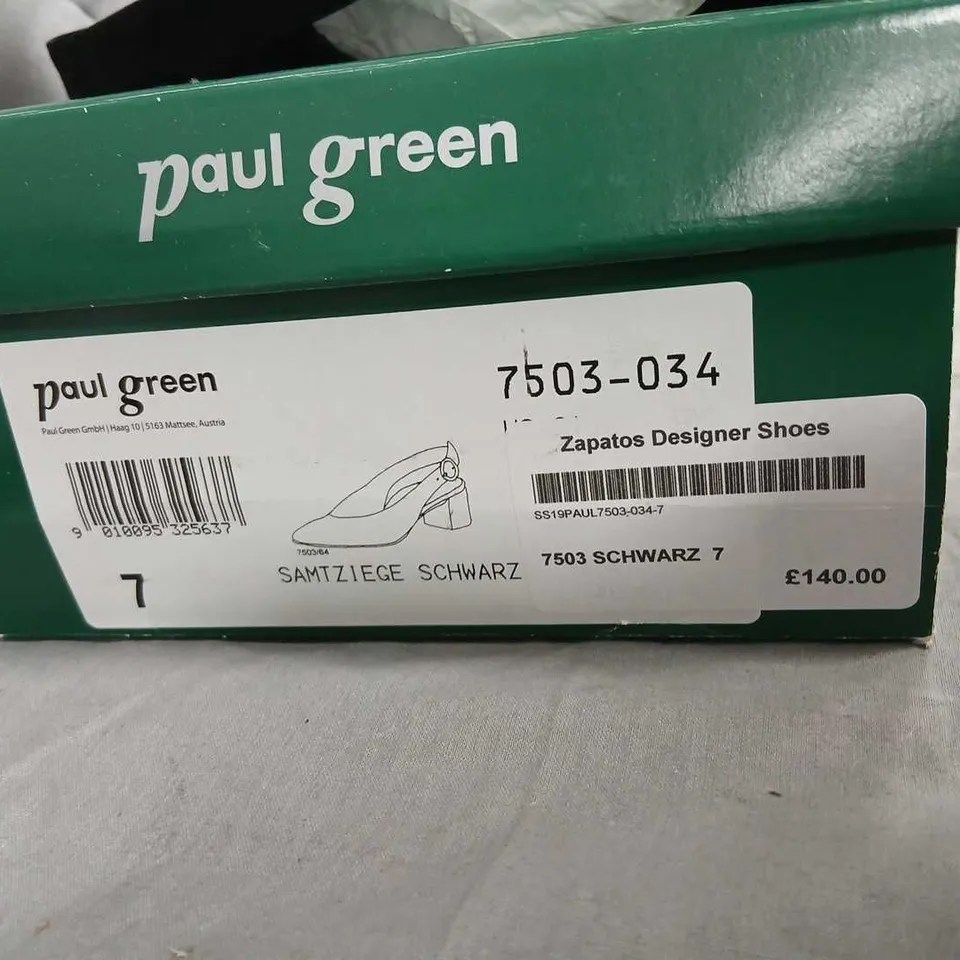 paul green
paul green
Paul Green GmbH | Haag 10 | 5163 Mattsee, Austria
9 010095 325637
7
7503-034
7503/64
SAMTZIEGE SCHWARZ
Zapatos Designer Shoes
SS19PAUL7503-034-7
7503 SCHWARZ 7
£140.00